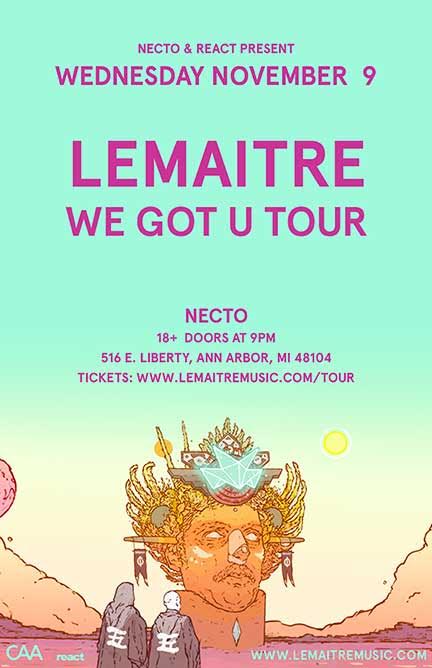 NECTO & REACT PRESENT
WEDNESDAY NOVEMBER 9
LEMAITRE
WE GOT U TOUR
NECTO
18+ DOORS AT 9PM
516 E. LIBERTY, ANN ARBOR, MI 48104
TICKETS: WWW.LEMAITREMUSIC.COM/TOUR
CAA
react
WWW.LEMAITREMUSIC.COM